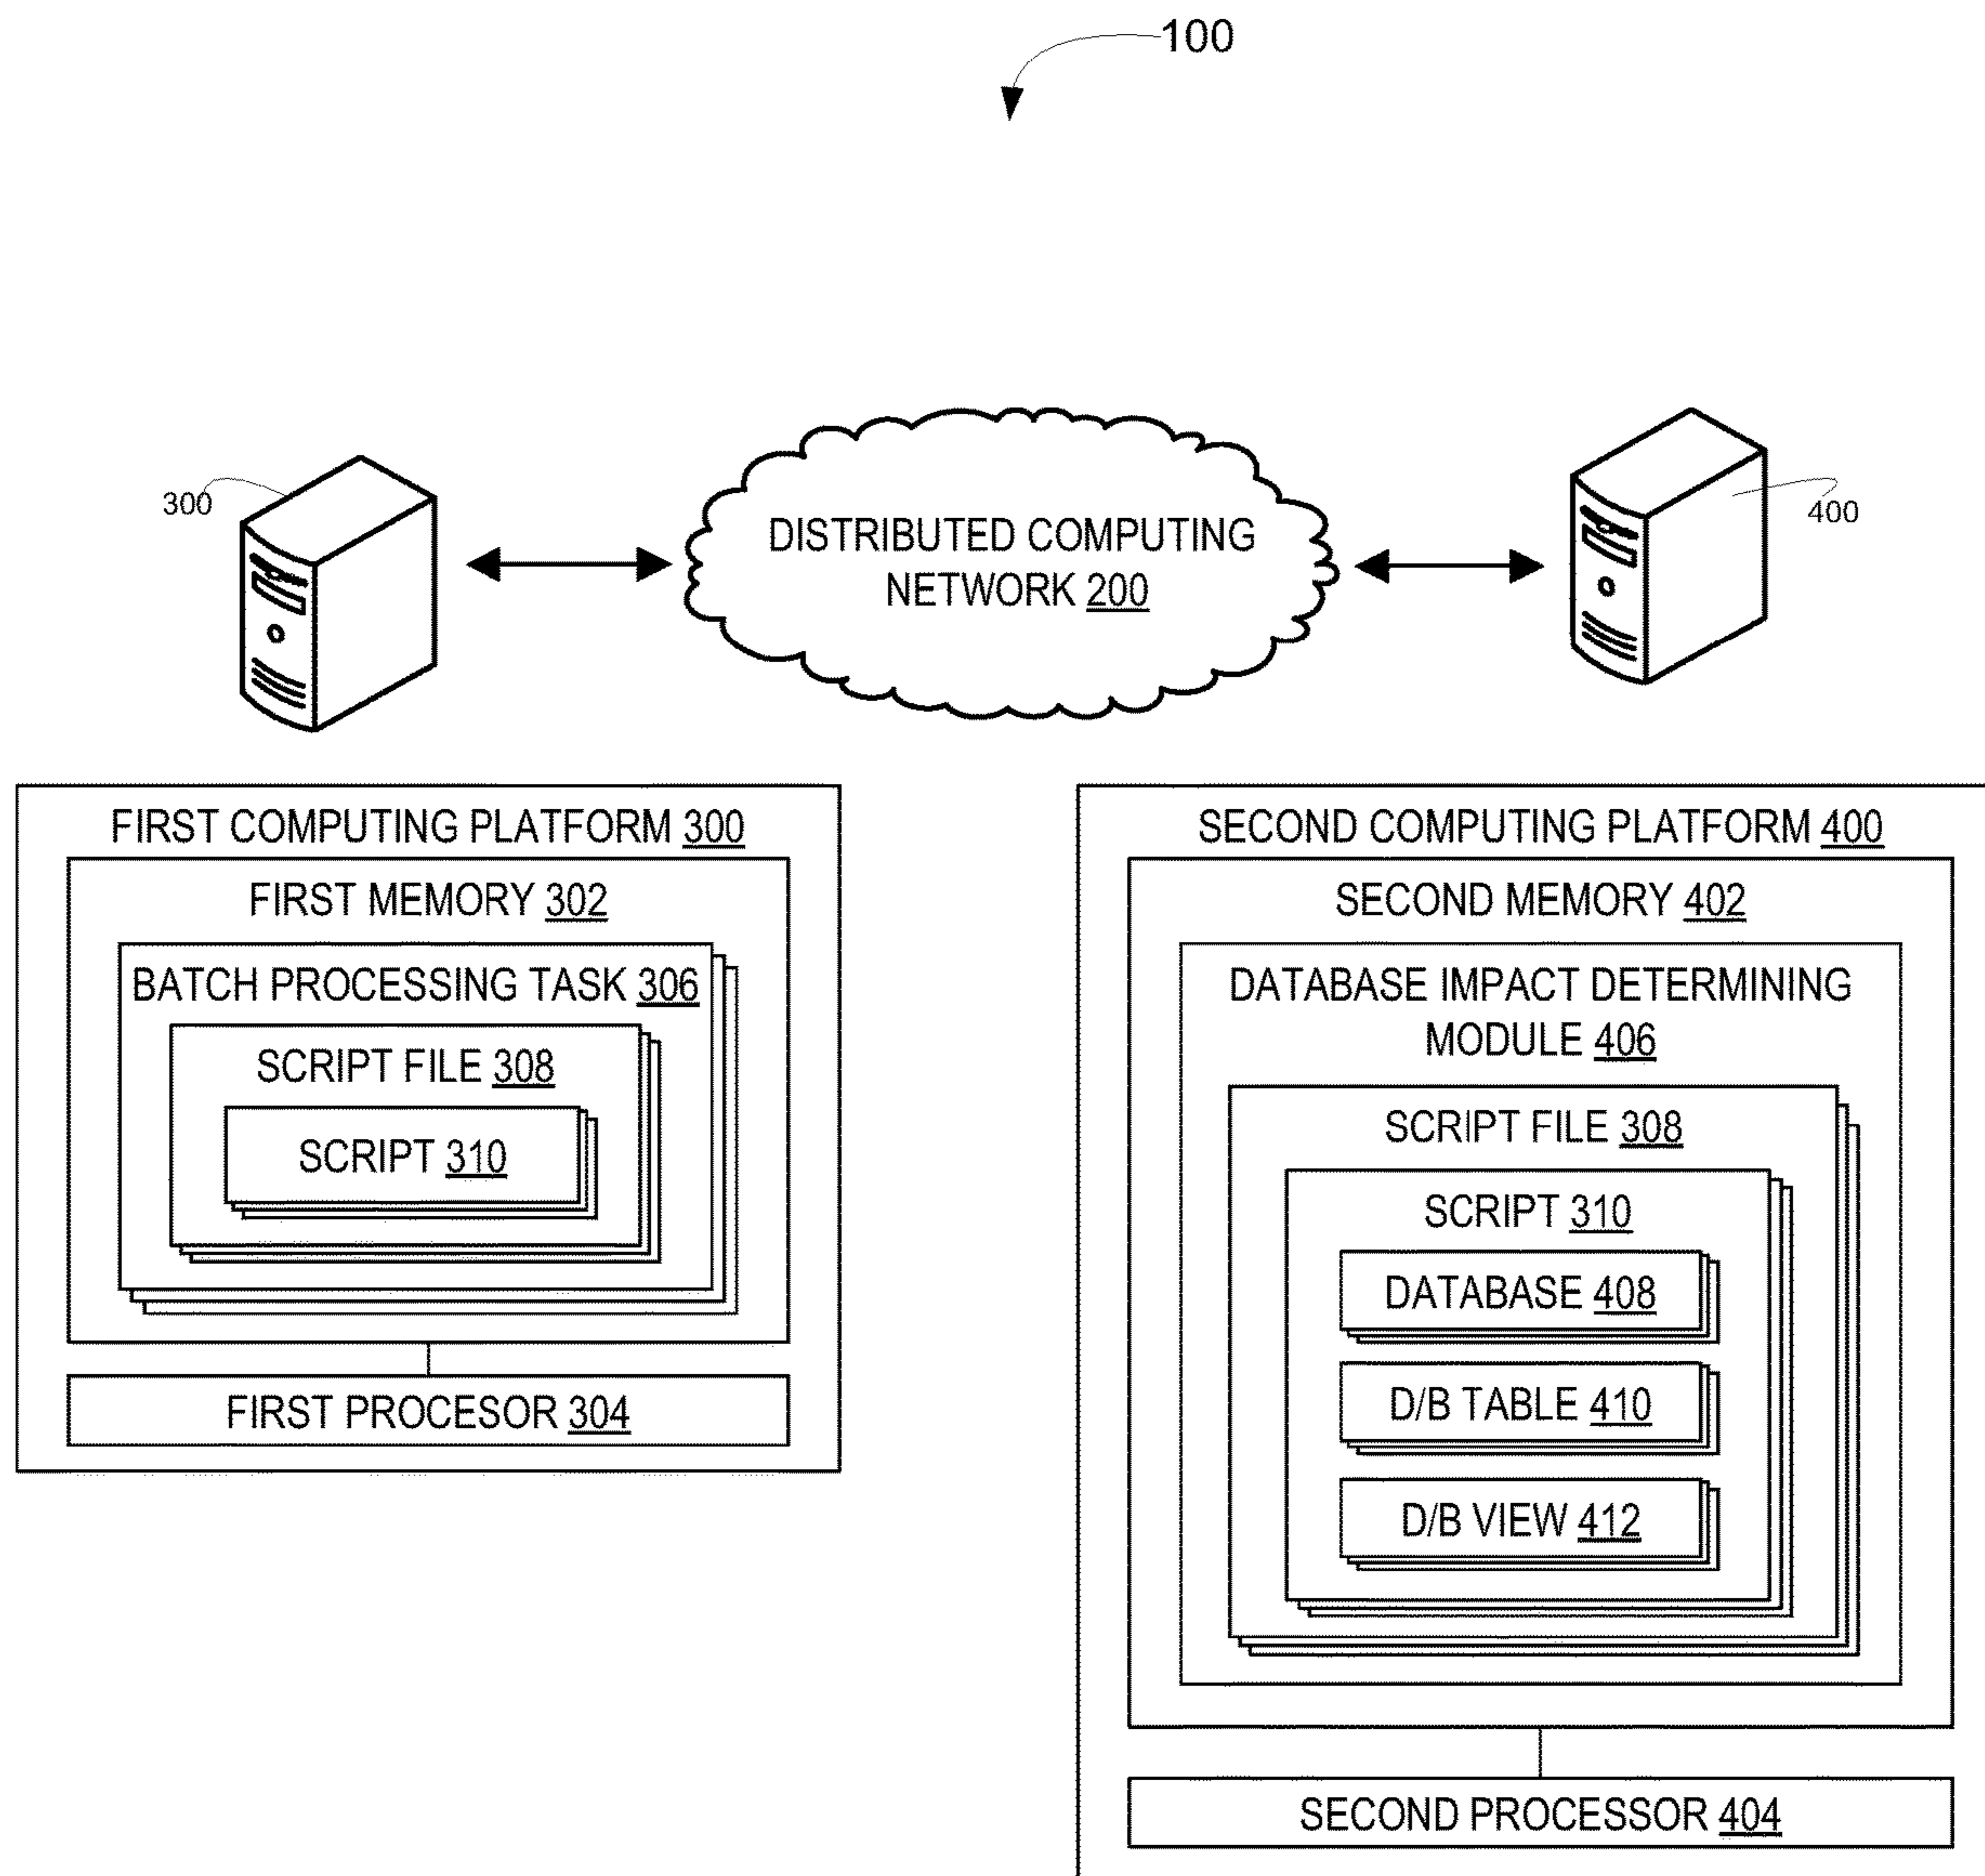 100
300
DISTRIBUTED COMPUTING
NETWORK 200
400
FIRST COMPUTING PLATFORM 300
FIRST MEMORY 302
BATCH PROCESSING TASK 306
SCRIPT FILE 308
SCRIPT 310
FIRST PROCESOR 304
SECOND COMPUTING PLATFORM 400
SECOND MEMORY 402
DATABASE IMPACT DETERMINING
MODULE 406
SCRIPT FILE 308
SCRIPT 310
DATABASE 408
D/B TABLE 410
D/B VIEW 412
SECOND PROCESSOR 404